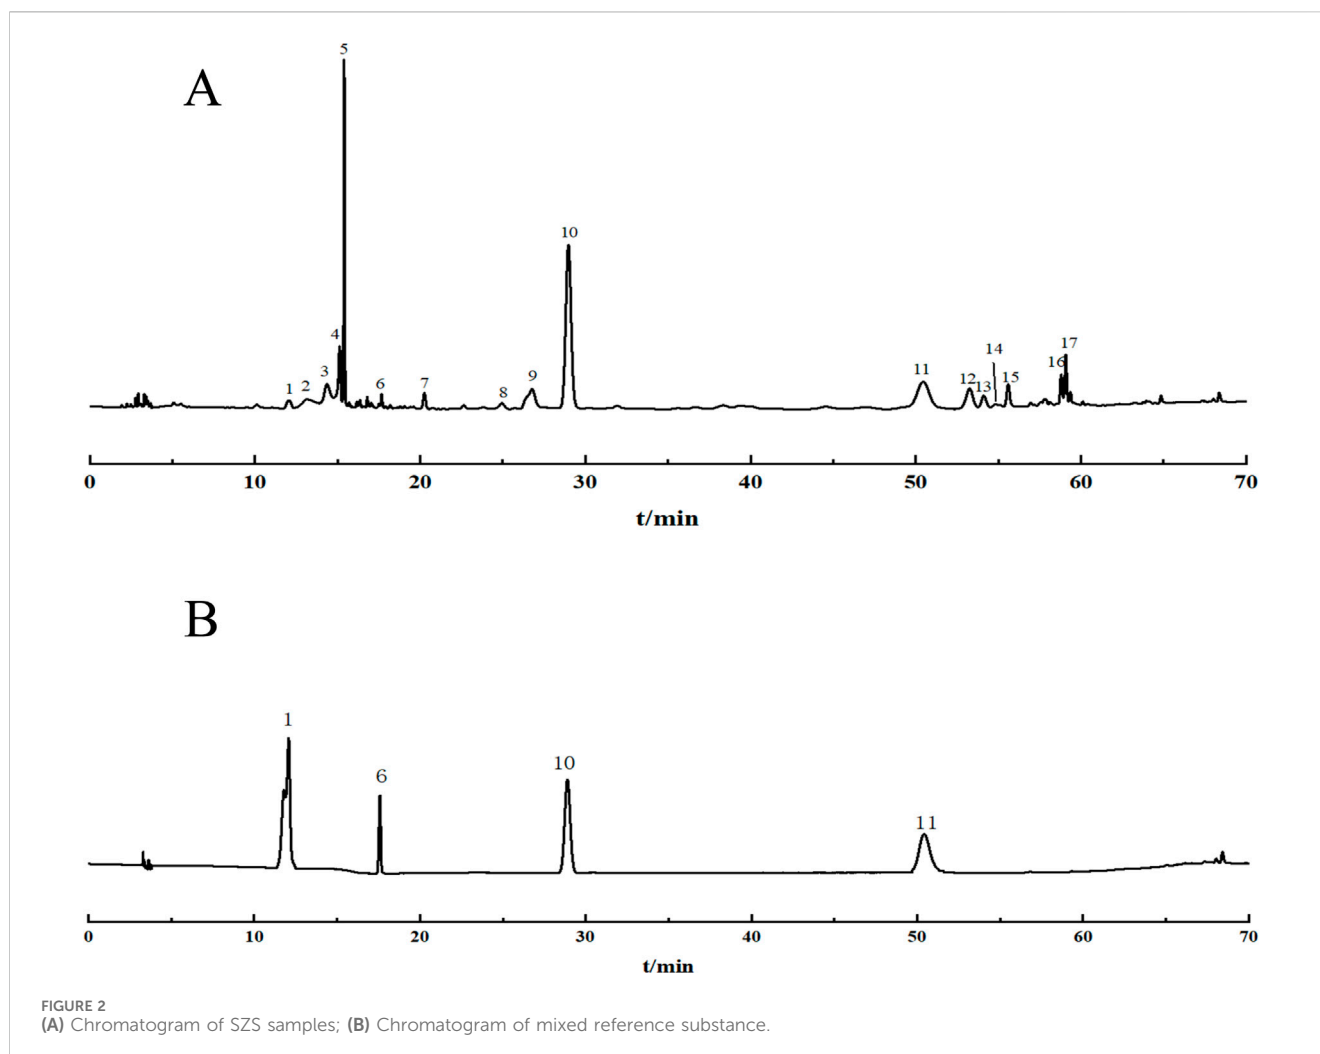 A
5
10
4
3
1
2
6
7
8
9
11
12
13
14
15
16
17
0 10 20 30 40 50 60 70
t/min
B
1
6
10
11
0 10 20 30 40 50 60 70
t/min
FIGURE 2
(A) Chromatogram of SZS samples; (B) Chromatogram of mixed reference substance.